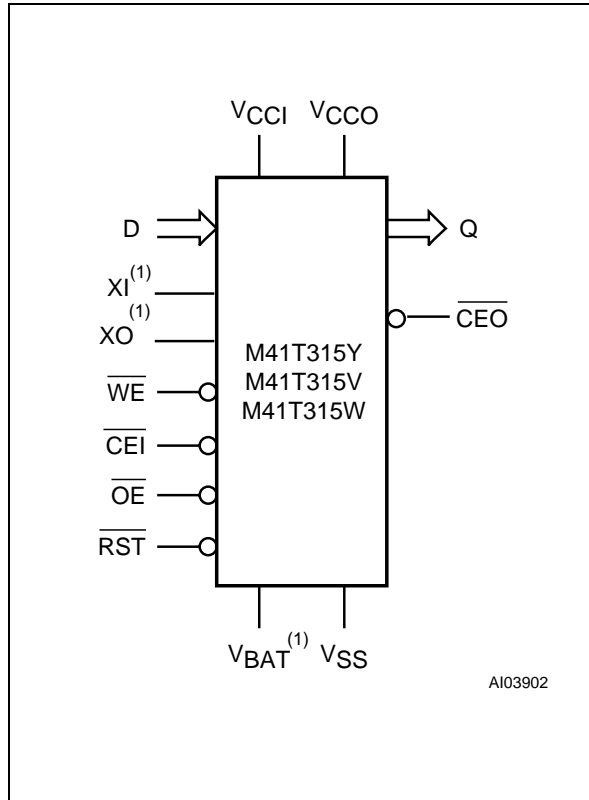 VCCI VCCO
D
Q
XI(1)
XO(1)
CEO
WE
CEI
OE
RST
M41T315Y
M41T315V
M41T315W
VBAT(1) VSS
AI03902